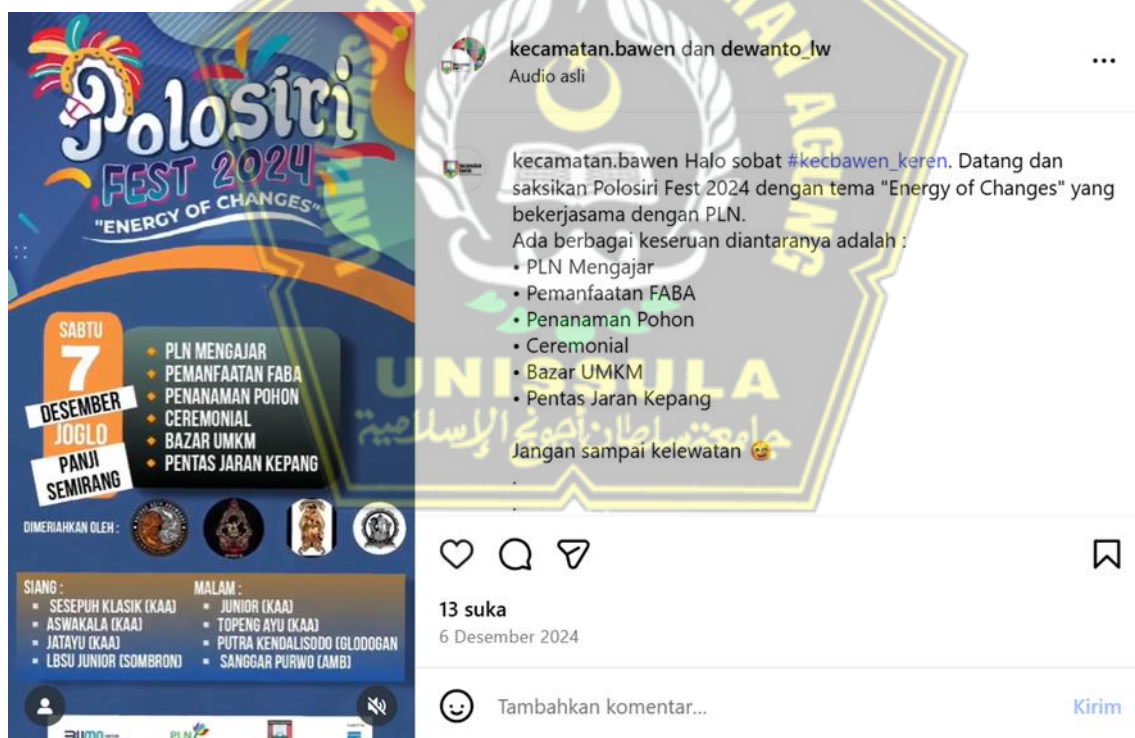 Polosiri
FEST 2024
"ENERGY OF CHANGES"
SABTU
7
DESEMBER
JOGLO
PANJI
SEMIRANG
PLN MENGAJAR
PEMANFAATAN FABA
PENANAMAN POHON
CEREMONIAL
BAZAR UMKM
PENTAS JARAN KEPANG
DIMERIAHKAN OLEH :
SIANG :
SESEPUH KLASIK (KAA)
ASWAKALA (KAA)
JATAYU (KAA)
LBSU JUNIOR (SOMBRON)
MALAM :
JUNIOR (KAA)
TOPENG AYU (KAA)
PUTRA KENDALISODO (GLODOGAN
SANGGAR PURWO (AMB)
PLN
kecamatan.bawen dan dewanto_lw
Audio asli
kecamatan.bawen Halo sobat #kecbawen_keren. Datang dan
saksikan Polosiri Fest 2024 dengan tema "Energy of Changes" yang
bekerjasama dengan PLN.
Ada berbagai keseruan diantaranya adalah :
• PLN Mengajar
• Pemanfaatan FABA
• Penanaman Pohon
• Ceremonial
• Bazar UMKM
• Pentas Jaran Kepang
Jangan sampai kelewatan 😅
.
.
13 suka
6 Desember 2024
Tambahkan komentar...
Kirim
UNISSULA
جامعة سلطان أجونج الإسلامية
AGUNG